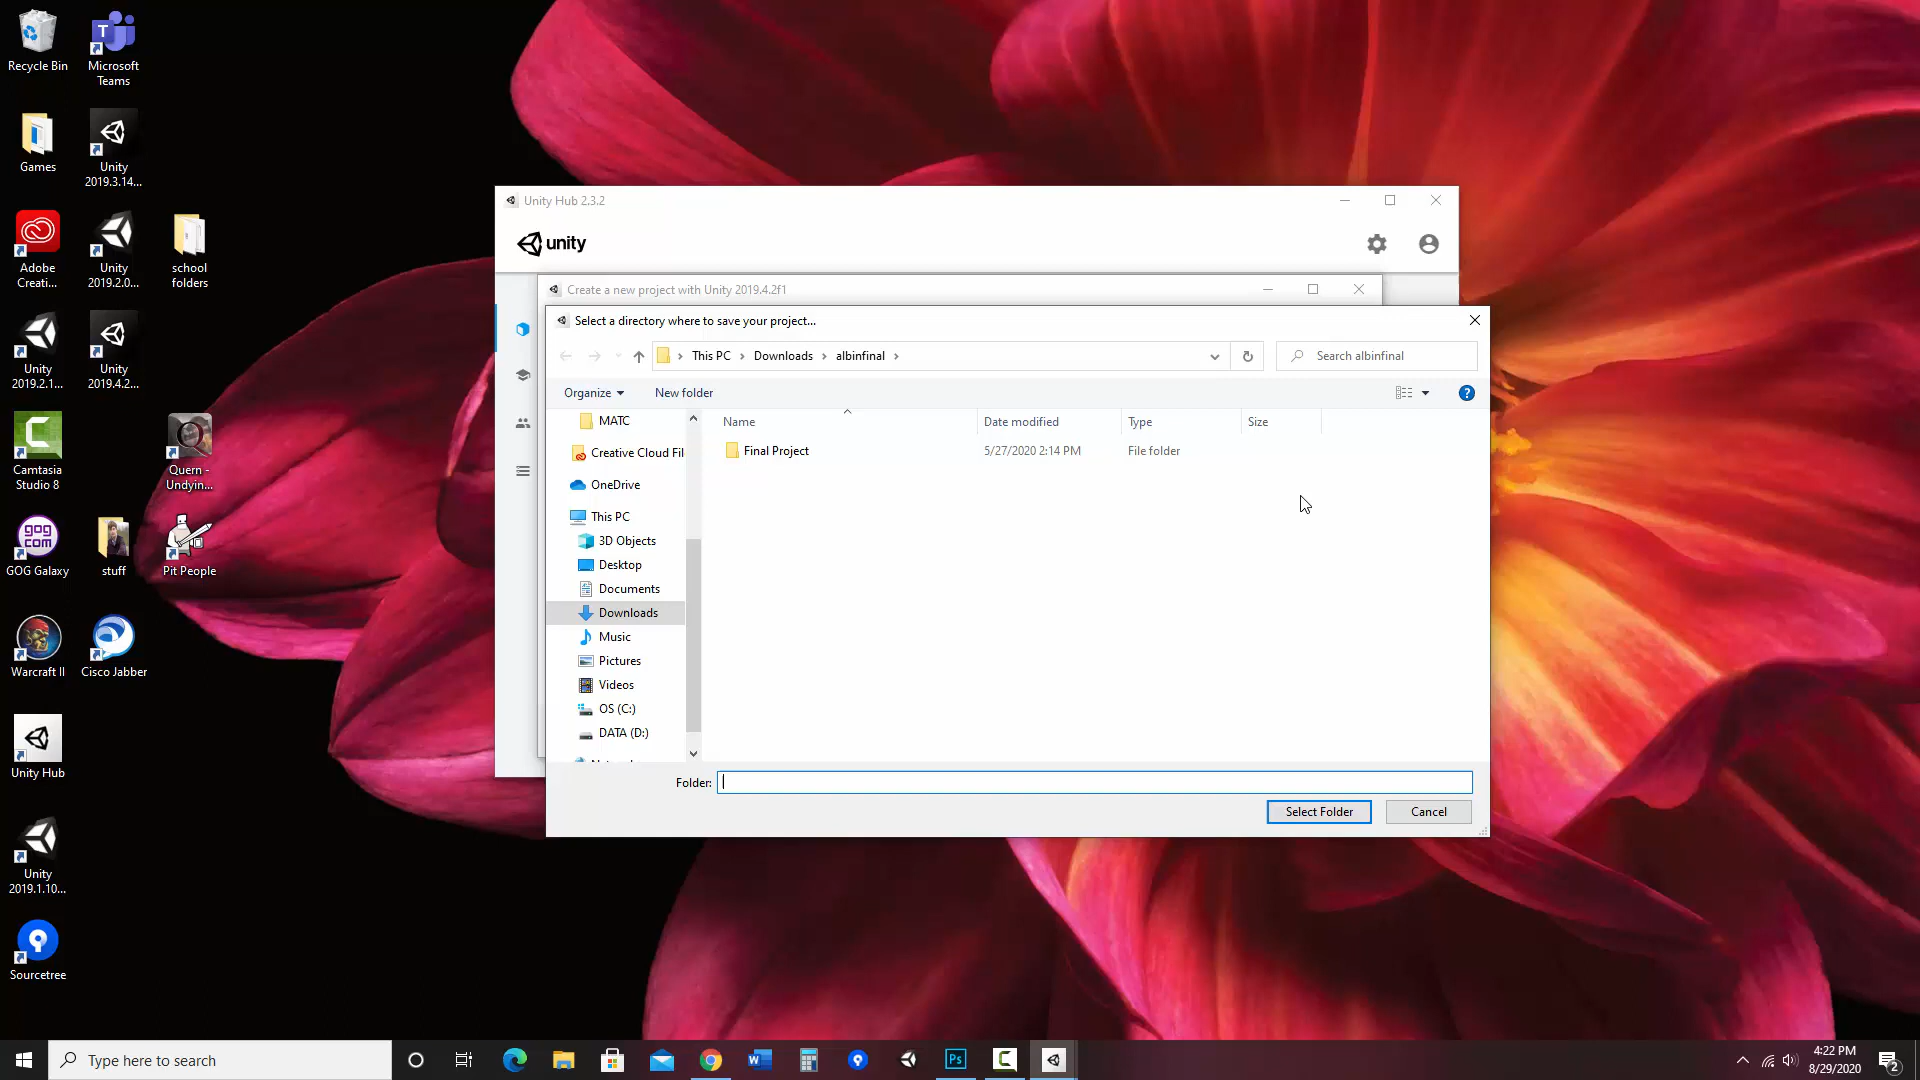 Recycle Bin
Microsoft
Teams
Games
Unity
2019.3.14...
Adobe
Creati...
Unity
2019.2.0...
school
folders
Unity
2019.2.1...
Unity
2019.4.2...
Camtasia
Studio 8
Quern -
Undyin...
GOG Galaxy
stuff
Pit People
Warcraft II
Cisco Jabber
Unity Hub
Unity
2019.1.10...
Sourcetree
gog
com
Unity Hub 2.3.2
unity
Create a new project with Unity 2019.4.2f1
Select a directory where to save your project...
This PC
Downloads
albinfinal
Search albinfinal
Organize
New folder
MATC
Creative Cloud Fil
OneDrive
This PC
3D Objects
Desktop
Documents
Downloads
Music
Pictures
Videos
OS (C:)
DATA (D:)
Name
Date modified
Type
Size
Final Project
5/27/2020 2:14 PM
File folder
Folder:
Select Folder
Cancel
Type here to search
Ps
4:22 PM
8/29/2020
2